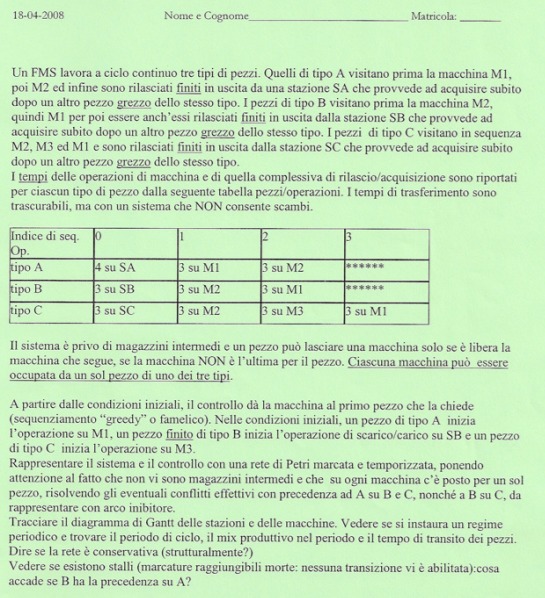 18-04-2008 Nome e Cognome______________________________ Matricola: _______
Un FMS lavora a ciclo continuo tre tipi di pezzi. Quelli di tipo A visitano prima la macchina M1,
poi M2 ed infine sono rilasciati finiti in uscita da una stazione SA che provvede ad acquisire subito
dopo un altro pezzo grezzo dello stesso tipo. I pezzi di tipo B visitano prima la macchina M2,
quindi M1 per poi essere anch'essi rilasciati finiti in uscita dalla stazione SB che provvede ad
acquisire subito dopo un altro pezzo grezzo dello stesso tipo. I pezzi di tipo C visitano in sequenza
M2, M3 ed M1 e sono rilasciati finiti in uscita dalla stazione SC che provvede ad acquisire subito
dopo un altro pezzo grezzo dello stesso tipo.
I tempi delle operazioni di macchina e di quella complessiva di rilascio/acquisizione sono riportati
per ciascun tipo di pezzo dalla seguente tabella pezzi/operazioni. I tempi di trasferimento sono
trascurabili, ma con un sistema che NON consente scambi.
Indice di seq. 0 1 2 3
Op.
tipo A 4 su SA 3 su M1 3 su M2 ******
tipo B 3 su SB 3 su M2 3 su M1 ******
tipo C 3 su SC 3 su M2 3 su M3 3 su M1
Il sistema è privo di magazzini intermedi e un pezzo può lasciare una macchina solo se è libera la
macchina che segue, se la macchina NON è l'ultima per il pezzo. Ciascuna macchina può essere
occupata da un sol pezzo di uno dei tre tipi.
A partire dalle condizioni iniziali, il controllo dà la macchina al primo pezzo che la chiede
(sequenziamento "greedy" o famelico). Nelle condizioni iniziali, un pezzo di tipo A inizia
l'operazione su M1, un pezzo finito di tipo B inizia l'operazione di scarico/carico su SB e un pezzo
di tipo C inizia l'operazione su M3.
Rappresentare il sistema e il controllo con una rete di Petri marcata e temporizzata, ponendo
attenzione al fatto che non vi sono magazzini intermedi e che su ogni macchina c'è posto per un sol
pezzo, risolvendo gli eventuali conflitti effettivi con precedenza ad A su B e C, nonché a B su C, da
rappresentare con arco inibitore.
Tracciare il diagramma di Gantt delle stazioni e delle macchine. Vedere se si instaura un regime
periodico e trovare il periodo di ciclo, il mix produttivo nel periodo e il tempo di transito dei pezzi.
Dire se la rete è conservativa (strutturalmente?)
Vedere se esistono stalli (marcature raggiungibili morte: nessuna transizione vi è abilitata):cosa
accade se B ha la precedenza su A?